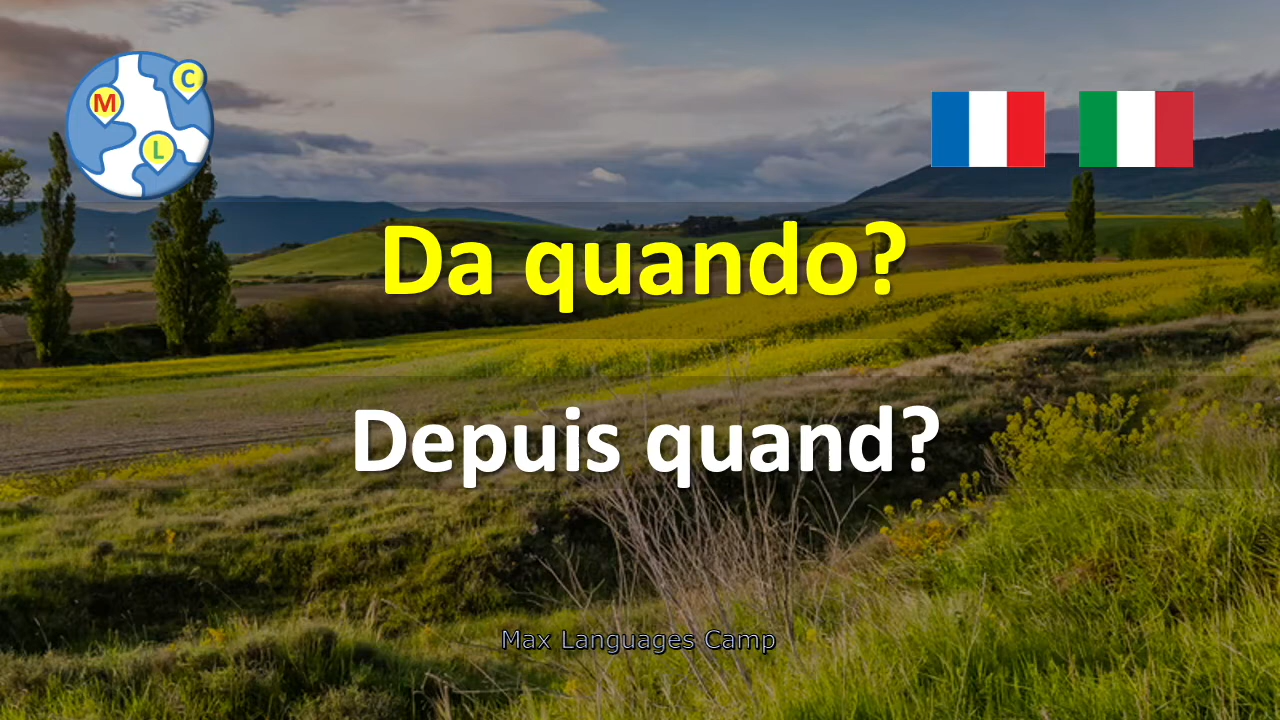 M
C
L
Da quando?
Depuis quand?
Max Languages Camp